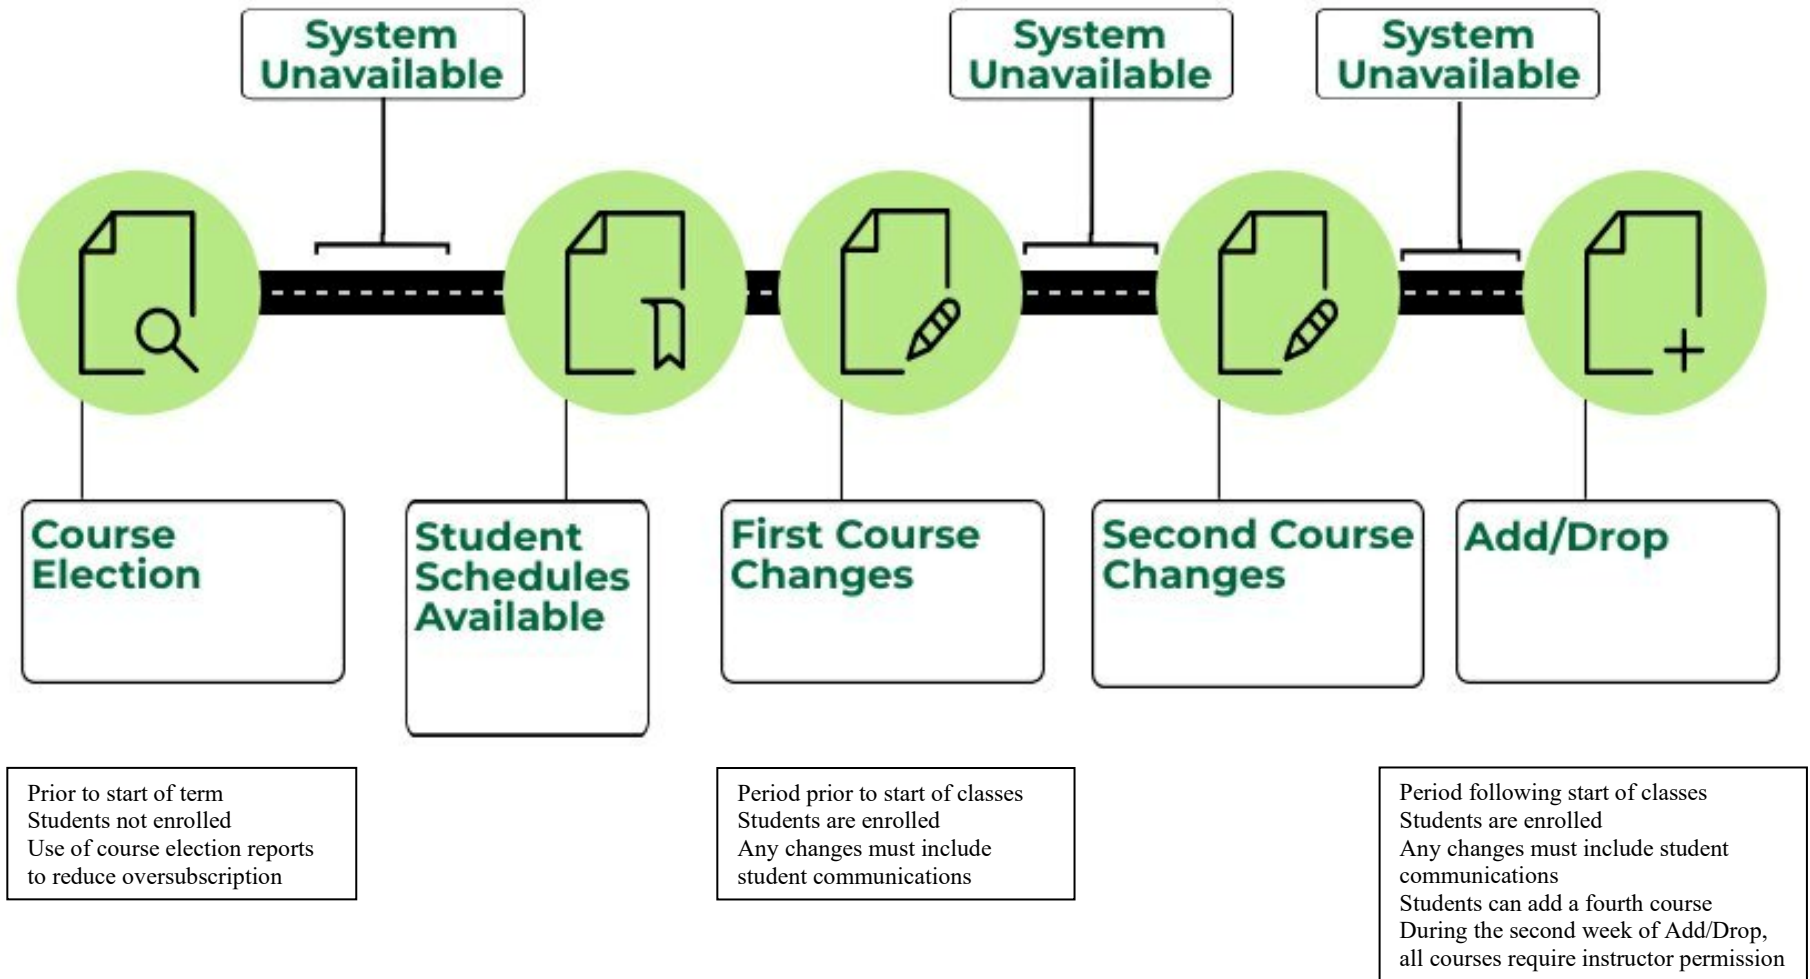 System
Unavailable
System
Unavailable
System
Unavailable
Course
Election
Student
Schedules
Available
First Course
Changes
Second Course
Changes
Add/Drop
Prior to start of term
Students not enrolled
Use of course election reports
to reduce oversubscription
Period prior to start of classes
Students are enrolled
Any changes must include
student communications
Period following start of classes
Students are enrolled
Any changes must include student
communications
Students can add a fourth course
During the second week of Add/Drop,
all courses require instructor permission